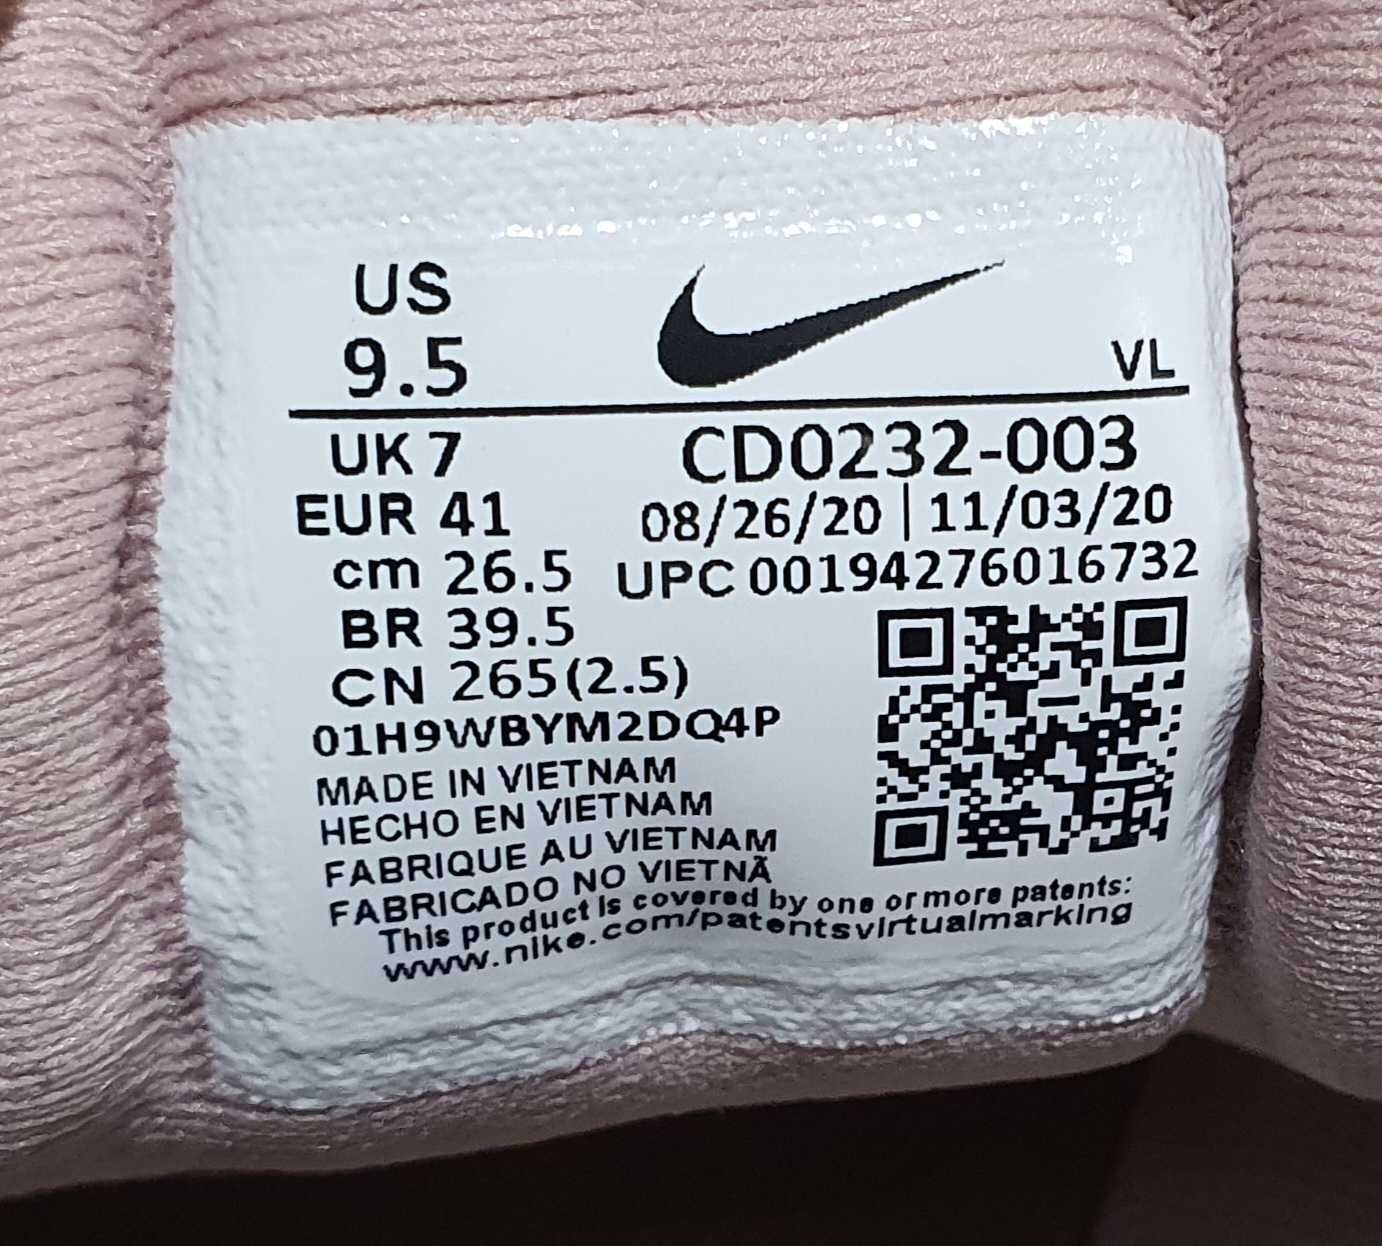 US
9.5
VL
UK 7
CD0232-003
EUR 41
08/26/20 | 11/03/20
cm 26.5
UPC 00194276016732
BR 39.5
CN 265(2.5)
01H9WBYM2DQ4P
MADE IN VIETNAM
HECHO EN VIETNAM
FABRIQUE AU VIETNAM
FABRICADO NO VIETNÃ
This product is covered by one or more patents:
www.nike.com/patentsvirtualmarking